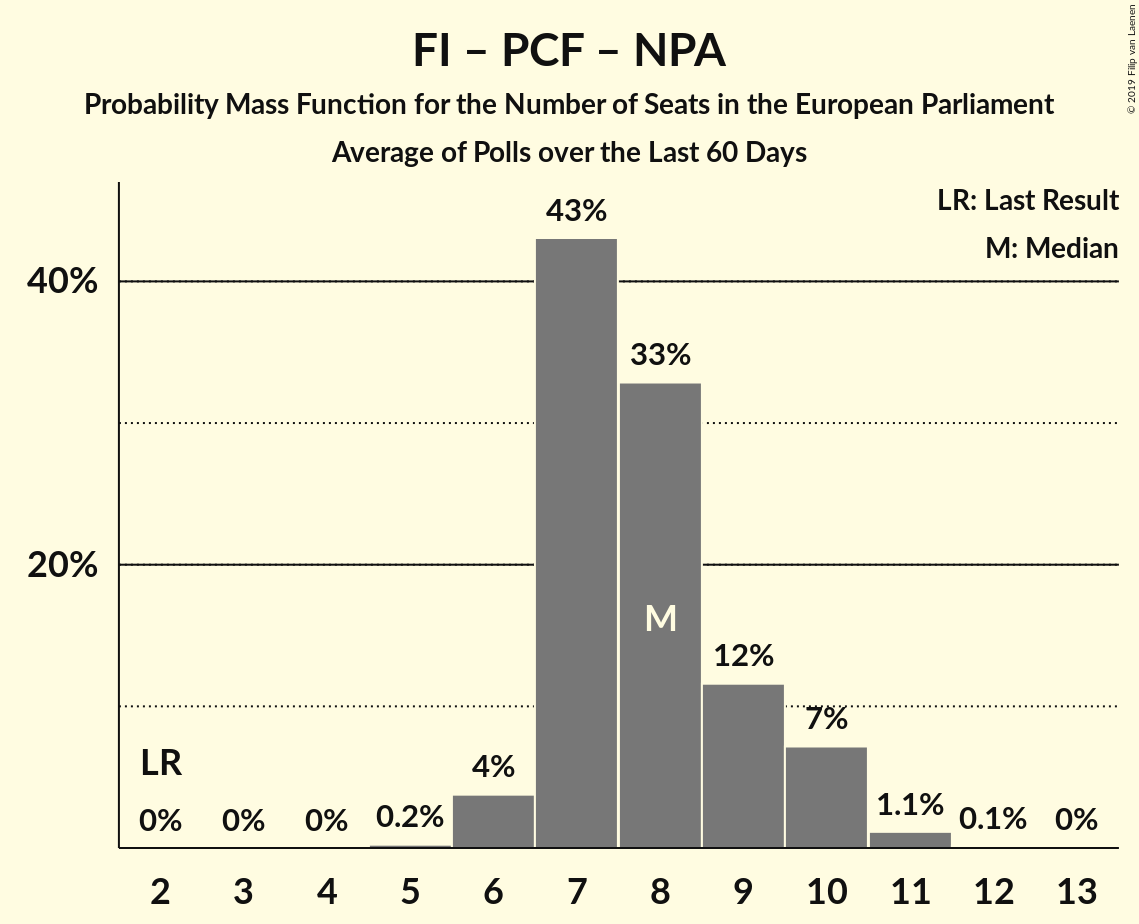 FI – PCF – NPA
Probability Mass Function for the Number of Seats in the European Parliament
Average of Polls over the Last 60 Days
© 2019 Filip van Laenen
LR: Last Result
M: Median
43%
40%
33%
20%
M
12%
7%
LR
4%
0% 0% 0% 0.2% 1.1% 0.1% 0%
2 3 4 5 6 7 8 9 10 11 12 13